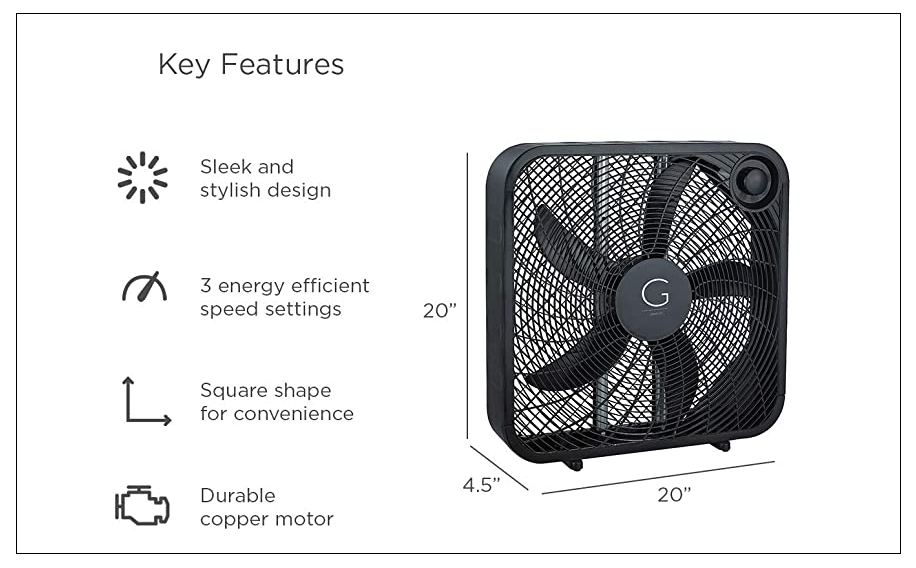 Key Features
Sleek and
stylish design
3 energy efficient
speed settings
Square shape
for convenience
Durable
copper motor
20”
4.5”
20”
G